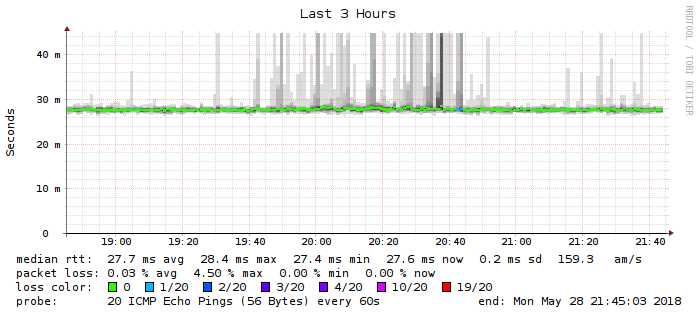 Last 3 Hours
RRDTOOL / TOBI OETIKER
Seconds
40 m
30 m
20 m
10 m
0
19:00 19:20 19:40 20:00 20:20 20:40 21:00 21:20 21:40
median rtt: 27.7 ms avg 28.4 ms max 27.4 ms min 27.6 ms now 0.2 ms sd 159.3 am/s
packet loss: 0.03 % avg 4.50 % max 0.00 % min 0.00 % now
loss color: 0 1/20 2/20 3/20 4/20 10/20 19/20
probe: 20 ICMP Echo Pings (56 Bytes) every 60s end: Mon May 28 21:45:03 2018